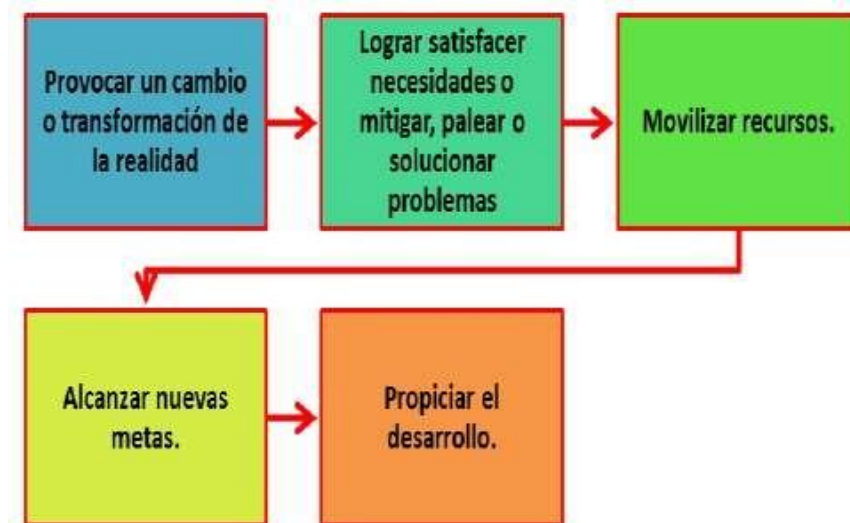 Provocar un cambio
o transformación de
la realidad
Lograr satisfacer
necesidades o
mitigar, palear o
solucionar
problemas
Movilizar recursos.
Alcanzar nuevas
metas.
Propiciar el
desarrollo.